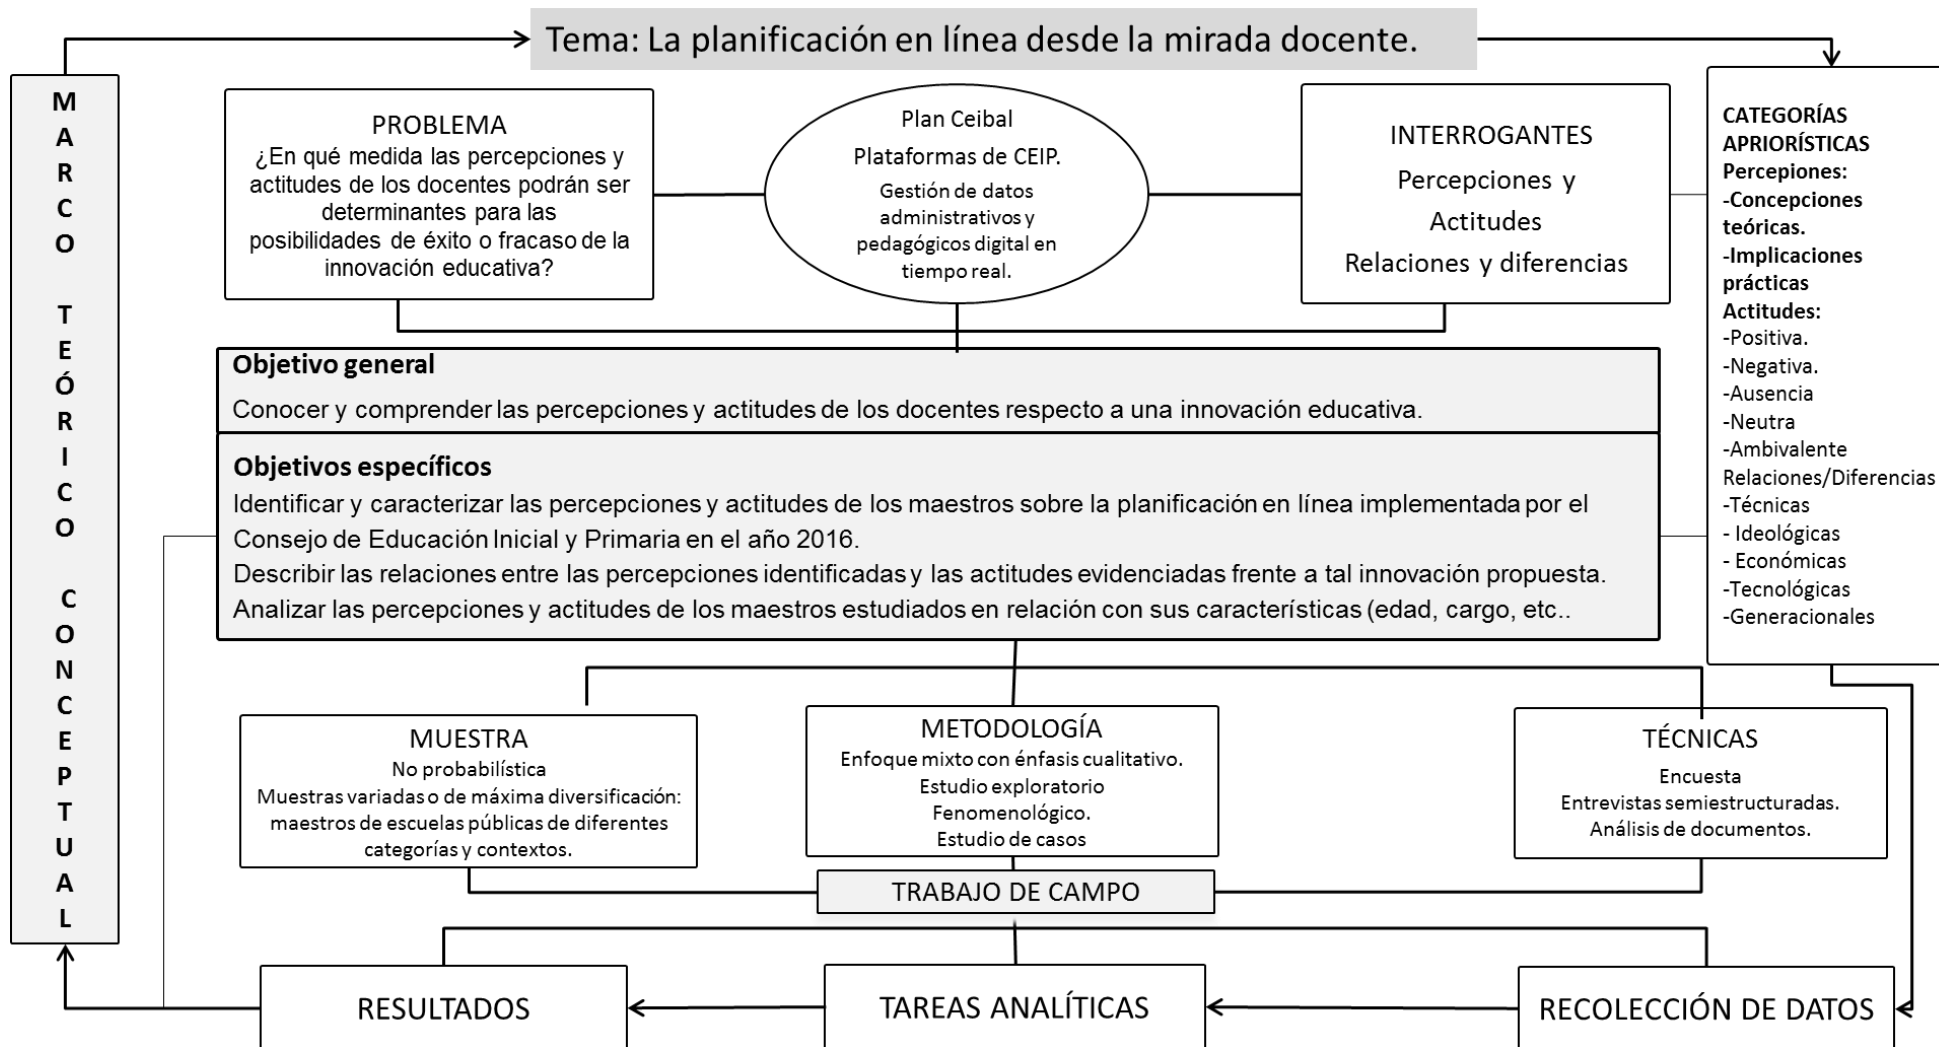 Tema: La planificación en línea desde la mirada docente.
MARCO TEÓRICO CONCEPTUAL
PROBLEMA
¿En qué medida las percepciones y
actitudes de los docentes podrán ser
determinantes para las
posibilidades de éxito o fracaso de la
innovación educativa?
Plan Ceibal
Plataformas de CEIP.
Gestión de datos
administrativos y
pedagógicos digital en
tiempo real.
INTERROGANTES
Percepciones y
Actitudes
Relaciones y diferencias
CATEGORÍAS
APRIORÍSTICAS
Percepiones:
-Concepciones
teóricas.
-Implicaciones
prácticas
Actitudes:
-Positiva.
-Negativa.
-Ausencia
-Neutra
-Ambivalente
Relaciones/Diferencias
-Técnicas
- Ideológicas
- Económicas
-Tecnológicas
-Generacionales
Objetivo general
Conocer y comprender las percepciones y actitudes de los docentes respecto a una innovación educativa.
Objetivos específicos
Identificar y caracterizar las percepciones y actitudes de los maestros sobre la planificación en línea implementada por el
Consejo de Educación Inicial y Primaria en el año 2016.
Describir las relaciones entre las percepciones identificadas y las actitudes evidenciadas frente a tal innovación propuesta.
Analizar las percepciones y actitudes de los maestros estudiados en relación con sus características (edad, cargo, etc..
MUESTRA
No probabilística
Muestras variadas o de máxima diversificación:
maestros de escuelas públicas de diferentes
categorías y contextos.
METODOLOGÍA
Enfoque mixto con énfasis cualitativo.
Estudio exploratorio
Fenomenológico.
Estudio de casos
TÉCNICAS
Encuesta
Entrevistas semiestructuradas.
Análisis de documentos.
TRABAJO DE CAMPO
RESULTADOS
TAREAS ANALÍTICAS
RECOLECCIÓN DE DATOS